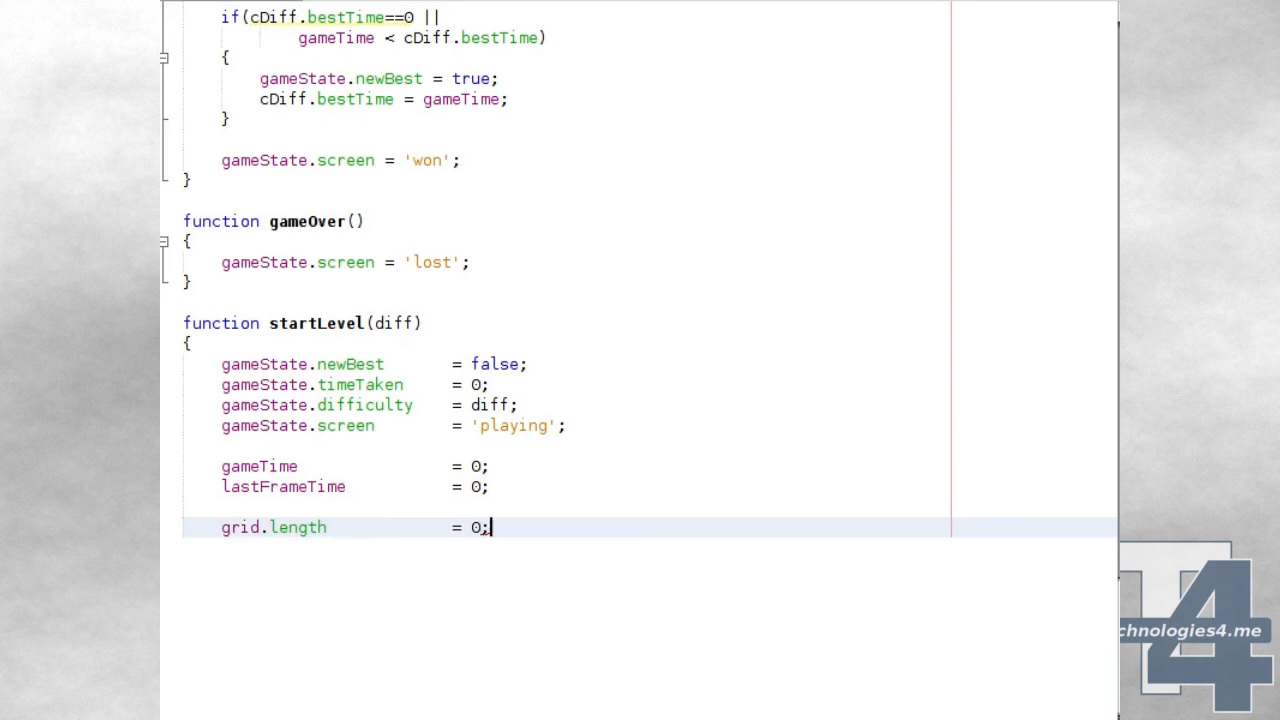 if(cDiff.bestTime==0 ||
gameTime < cDiff.bestTime)
{
gameState.newBest = true;
cDiff.bestTime = gameTime;
}
gameState.screen = 'won';
}
function gameOver()
{
gameState.screen = 'lost';
}
function startLevel(diff)
{
gameState.newBest = false;
gameState.timeTaken = 0;
gameState.difficulty = diff;
gameState.screen = 'playing';
gameTime = 0;
lastFrameTime = 0;
grid.length = 0;
T4
chnologies4.me